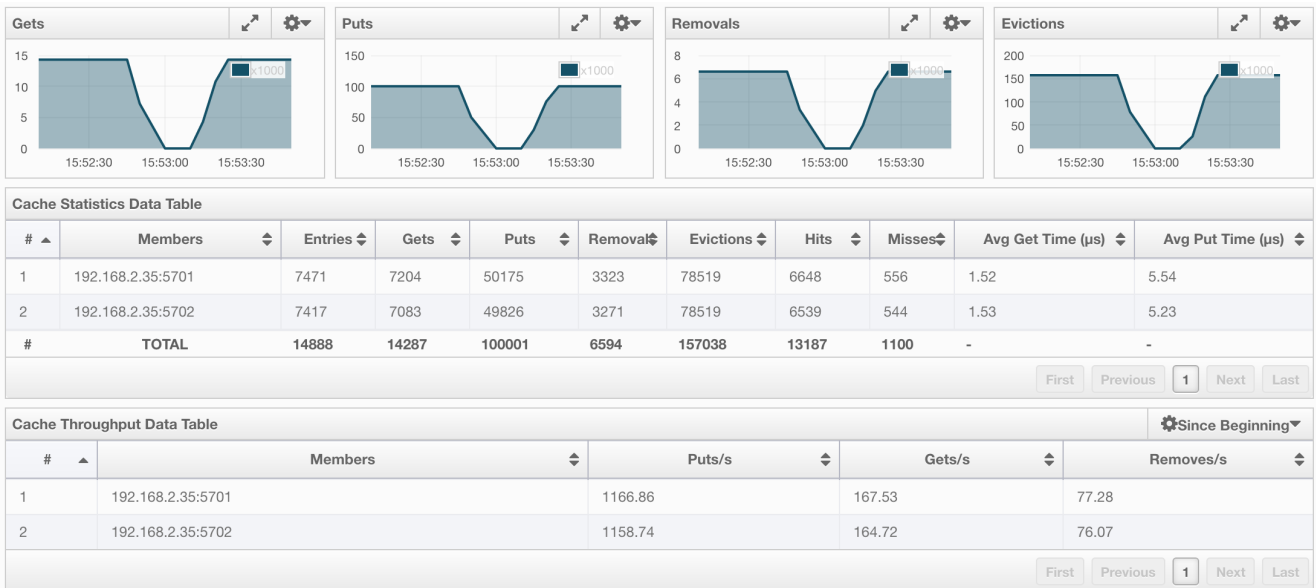 Gets Puts Removals Evictions
15 10 5 0 x1000 15:52:30 15:53:00 15:53:30
150 100 50 0 x1000 15:52:30 15:53:00 15:53:30
8 6 4 2 0 x1000 15:52:30 15:53:00 15:53:30
200 150 100 50 0 x1000 15:52:30 15:53:00 15:53:30
Cache Statistics Data Table
# Members Entries Gets Puts Removals Evictions Hits Misses Avg Get Time (µs) Avg Put Time (µs)
1 192.168.2.35:5701 7471 7204 50175 3323 78519 6648 556 1.52 5.54
2 192.168.2.35:5702 7417 7083 49826 3271 78519 6539 544 1.53 5.23
# TOTAL 14888 14287 100001 6594 157038 13187 1100 - -
First Previous 1 Next Last
Cache Throughput Data Table Since Beginning
# Members Puts/s Gets/s Removes/s
1 192.168.2.35:5701 1166.86 167.53 77.28
2 192.168.2.35:5702 1158.74 164.72 76.07
First Previous 1 Next Last